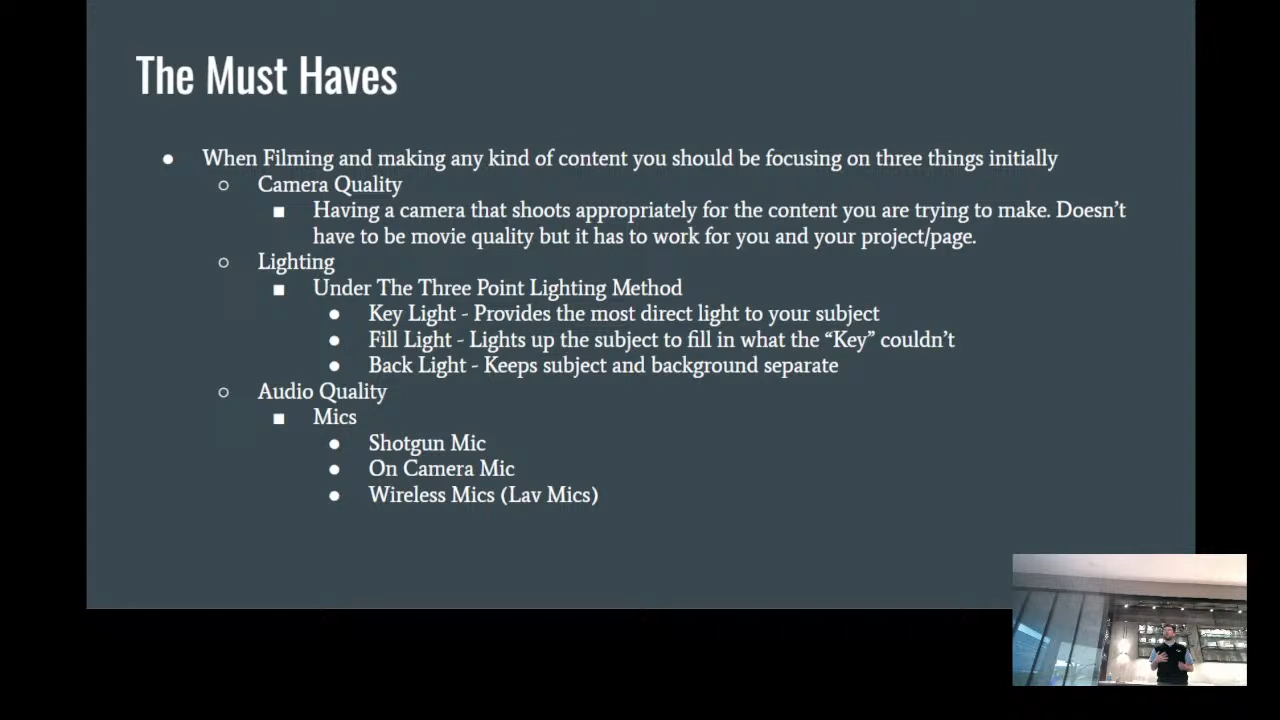 The Must Haves
● When Filming and making any kind of content you should be focusing on three things initially
○ Camera Quality
■ Having a camera that shoots appropriately for the content you are trying to make. Doesn’t
have to be movie quality but it has to work for you and your project/page.
○ Lighting
■ Under The Three Point Lighting Method
● Key Light - Provides the most direct light to your subject
● Fill Light - Lights up the subject to fill in what the “Key” couldn’t
● Back Light - Keeps subject and background separate
○ Audio Quality
■ Mics
● Shotgun Mic
● On Camera Mic
● Wireless Mics (Lav Mics)